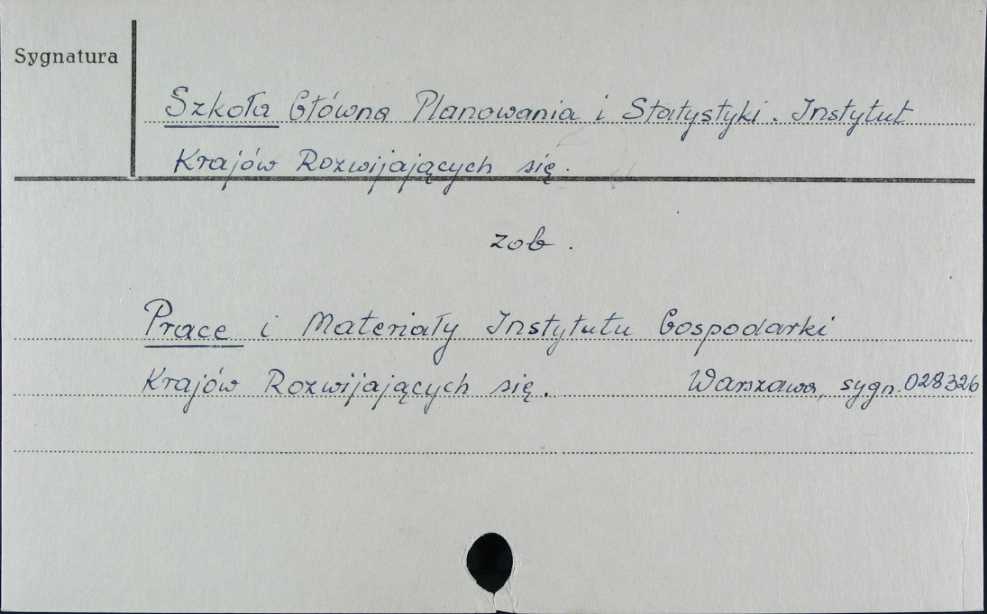 Sygnatura
Szkoła Główna Planowania i Statystyki. Instytut
Krajów Rozwijających się.
zob.
Prace i Materiały Instytutu Gospodarki
Krajów Rozwijających się. Warszawa, sygn. 028326